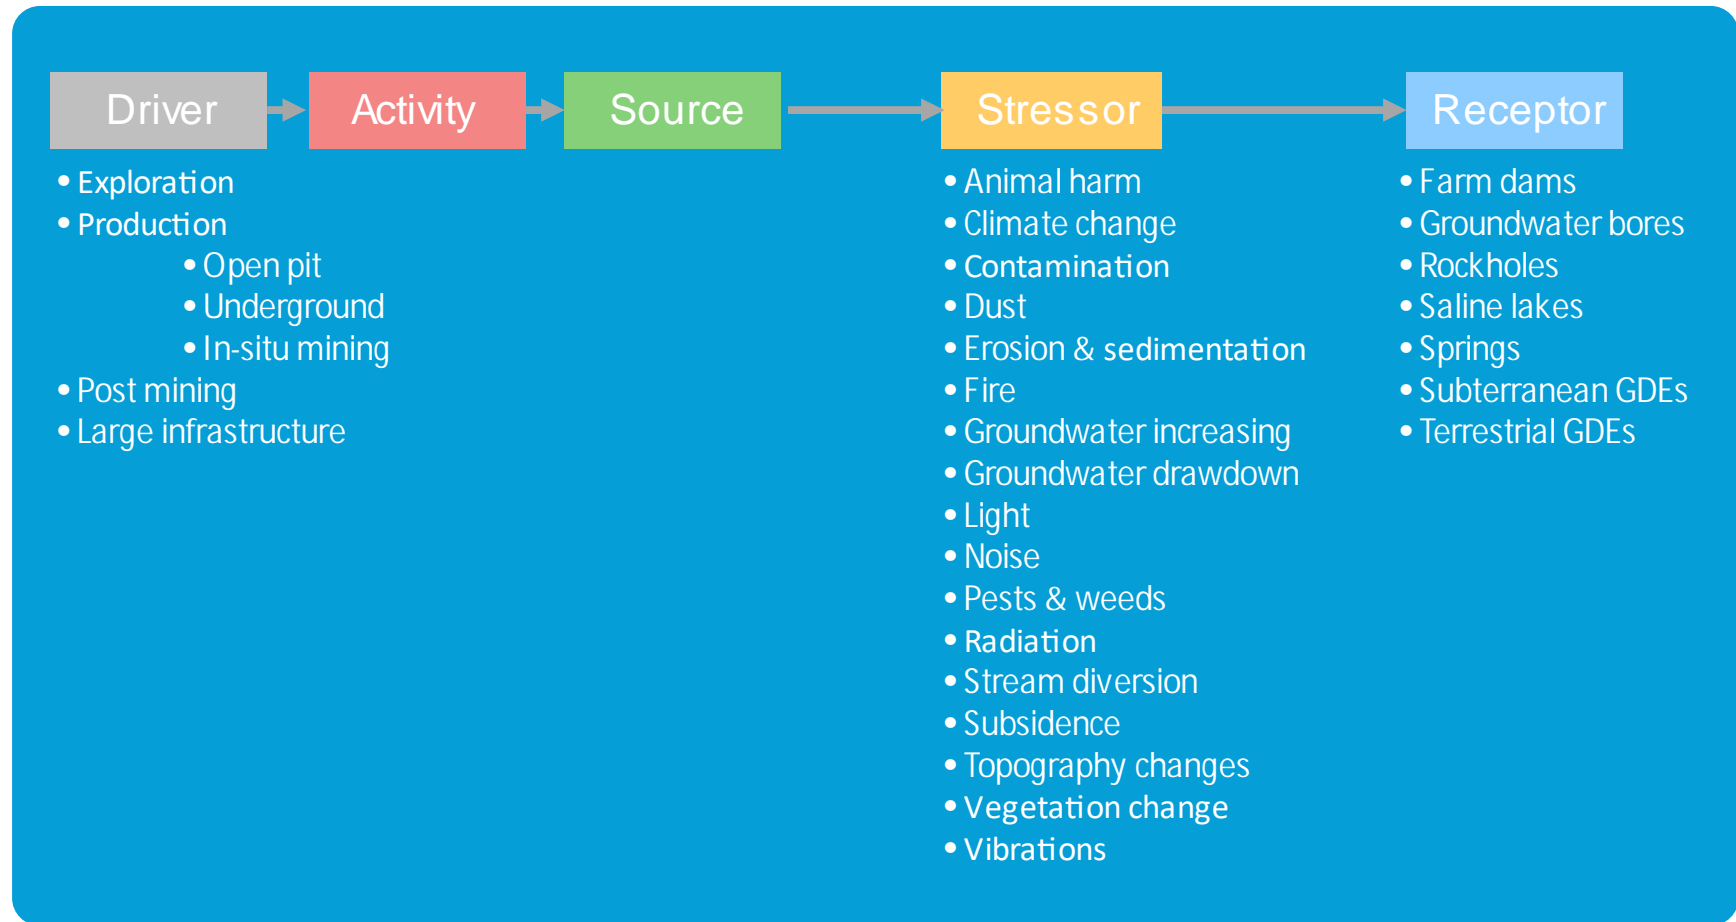 Driver
Activity
Source
Stressor
Receptor
• Exploration
• Production
• Open pit
• Underground
• In-situ mining
• Post mining
• Large infrastructure
• Animal harm
• Climate change
• Contamination
• Dust
• Erosion & sedimentation
• Fire
• Groundwater increasing
• Groundwater drawdown
• Light
• Noise
• Pests & weeds
• Radiation
• Stream diversion
• Subsidence
• Topography changes
• Vegetation change
• Vibrations
• Farm dams
• Groundwater bores
• Rockholes
• Saline lakes
• Springs
• Subterranean GDEs
• Terrestrial GDEs